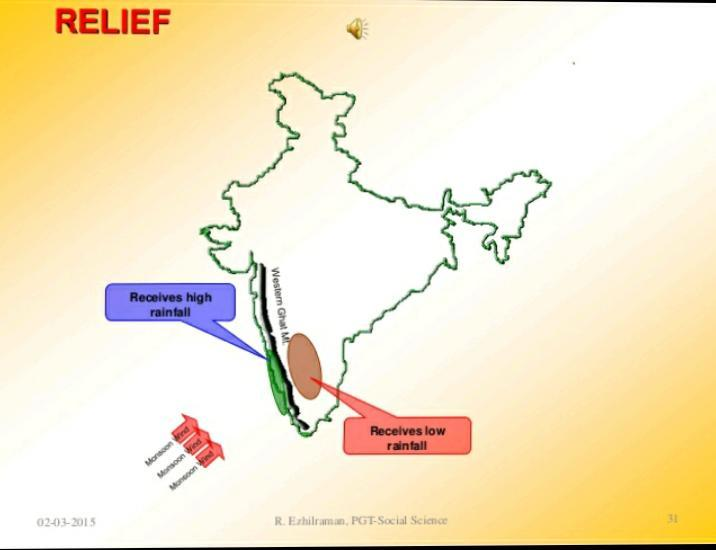 RELIEF
Western Ghat Mt.
Receives high
rainfall
Receives low
rainfall
Monsoon Wind
Monsoon Wind
Monsoon Wind
02-03-2015
R. Ezhilraman, PGT-Social Science
31